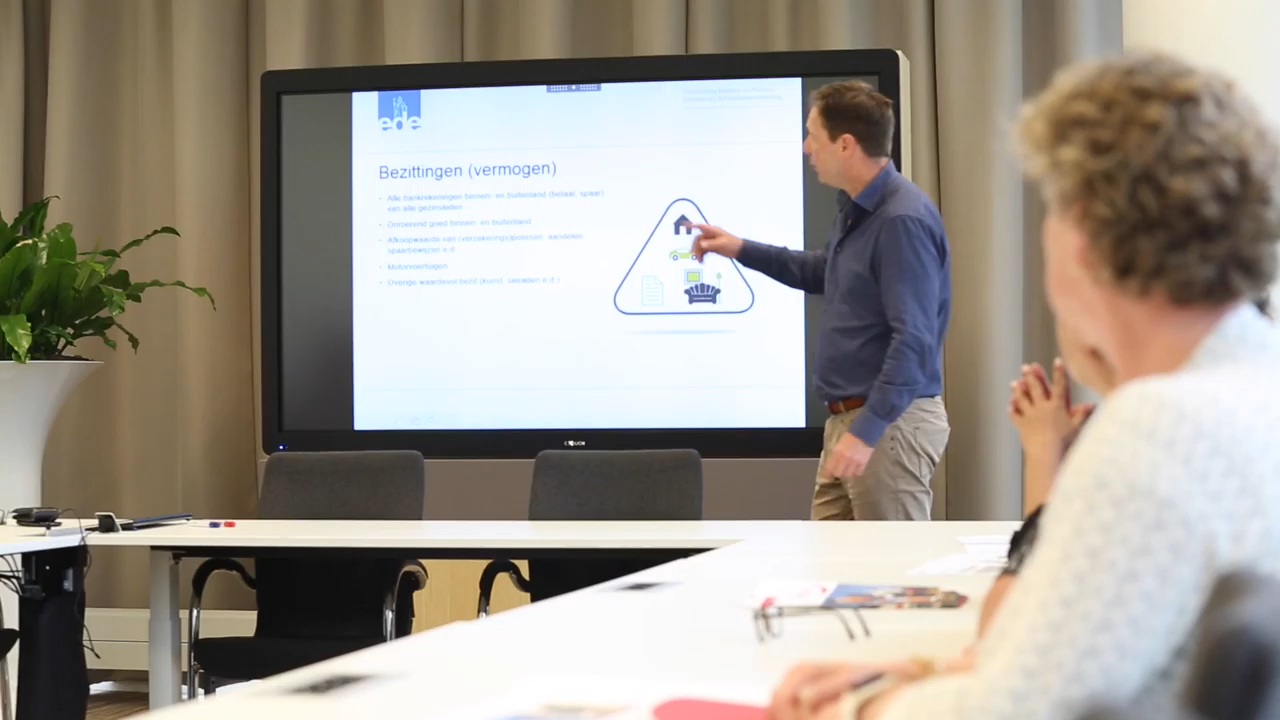 ede
Bezittingen (vermogen)
• Alle bankrekeningen binnen- en buitenland (betaal, spaar)
van alle gezinsleden
• Onroerend goed binnen- en buitenland
• Afkoopwaarde van (verzekerings)polissen, aandelen,
spaarbewijzen e.d.
• Motorvoertuigen
• Overige waardevol bezit (kunst, sieraden e.d.)
CTOUCH